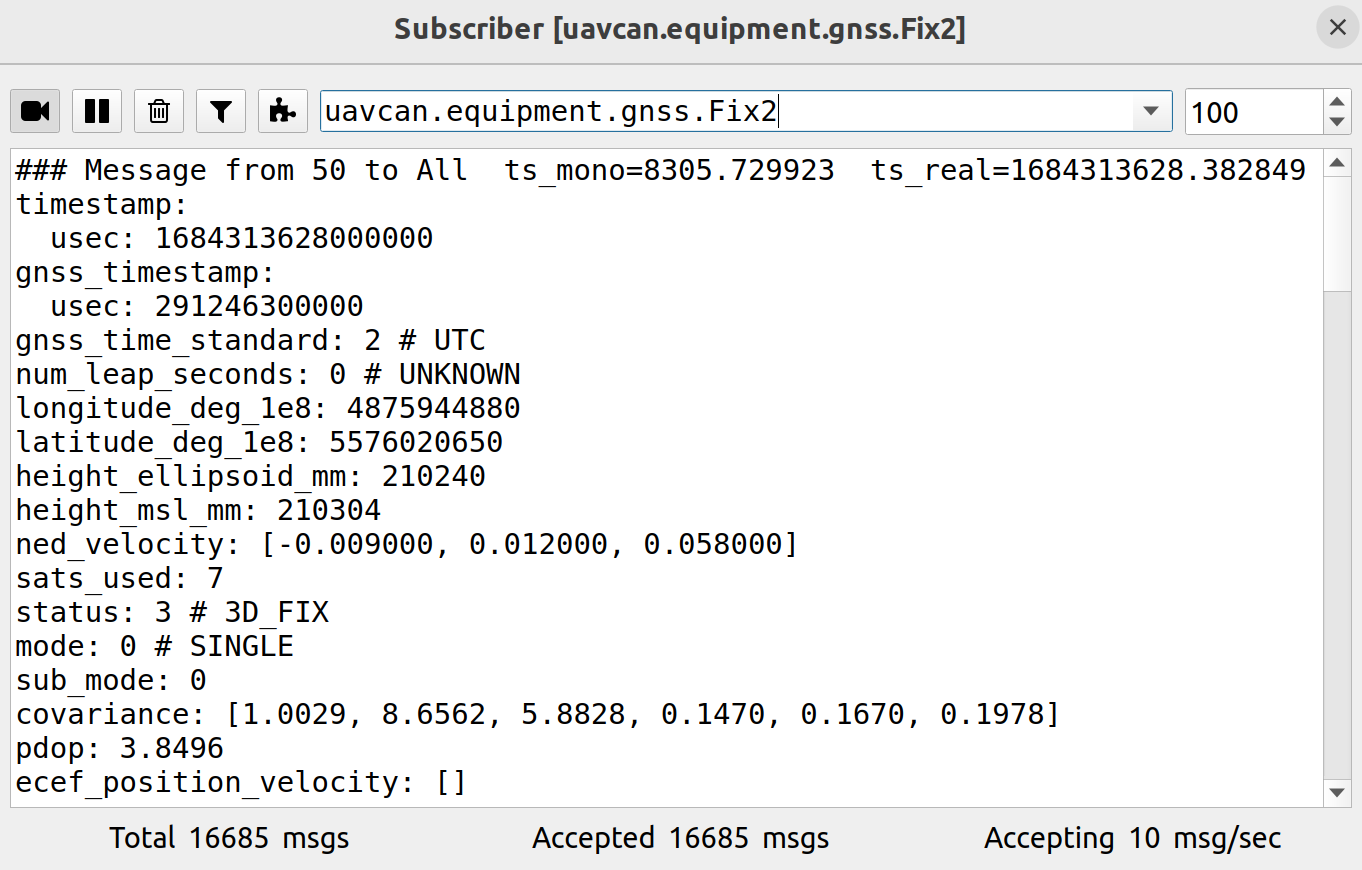 Subscriber [uavcan.equipment.gnss.Fix2]
uavcan.equipment.gnss.Fix2 100
### Message from 50 to All  ts_mono=8305.729923  ts_real=1684313628.382849
timestamp:
  usec: 1684313628000000
gnss_timestamp:
  usec: 291246300000
gnss_time_standard: 2 # UTC
num_leap_seconds: 0 # UNKNOWN
longitude_deg_1e8: 4875944880
latitude_deg_1e8: 5576020650
height_ellipsoid_mm: 210240
height_msl_mm: 210304
ned_velocity: [-0.009000, 0.012000, 0.058000]
sats_used: 7
status: 3 # 3D_FIX
mode: 0 # SINGLE
sub_mode: 0
covariance: [1.0029, 8.6562, 5.8828, 0.1470, 0.1670, 0.1978]
pdop: 3.8496
ecef_position_velocity: []
Total 16685 msgs Accepted 16685 msgs Accepting 10 msg/sec